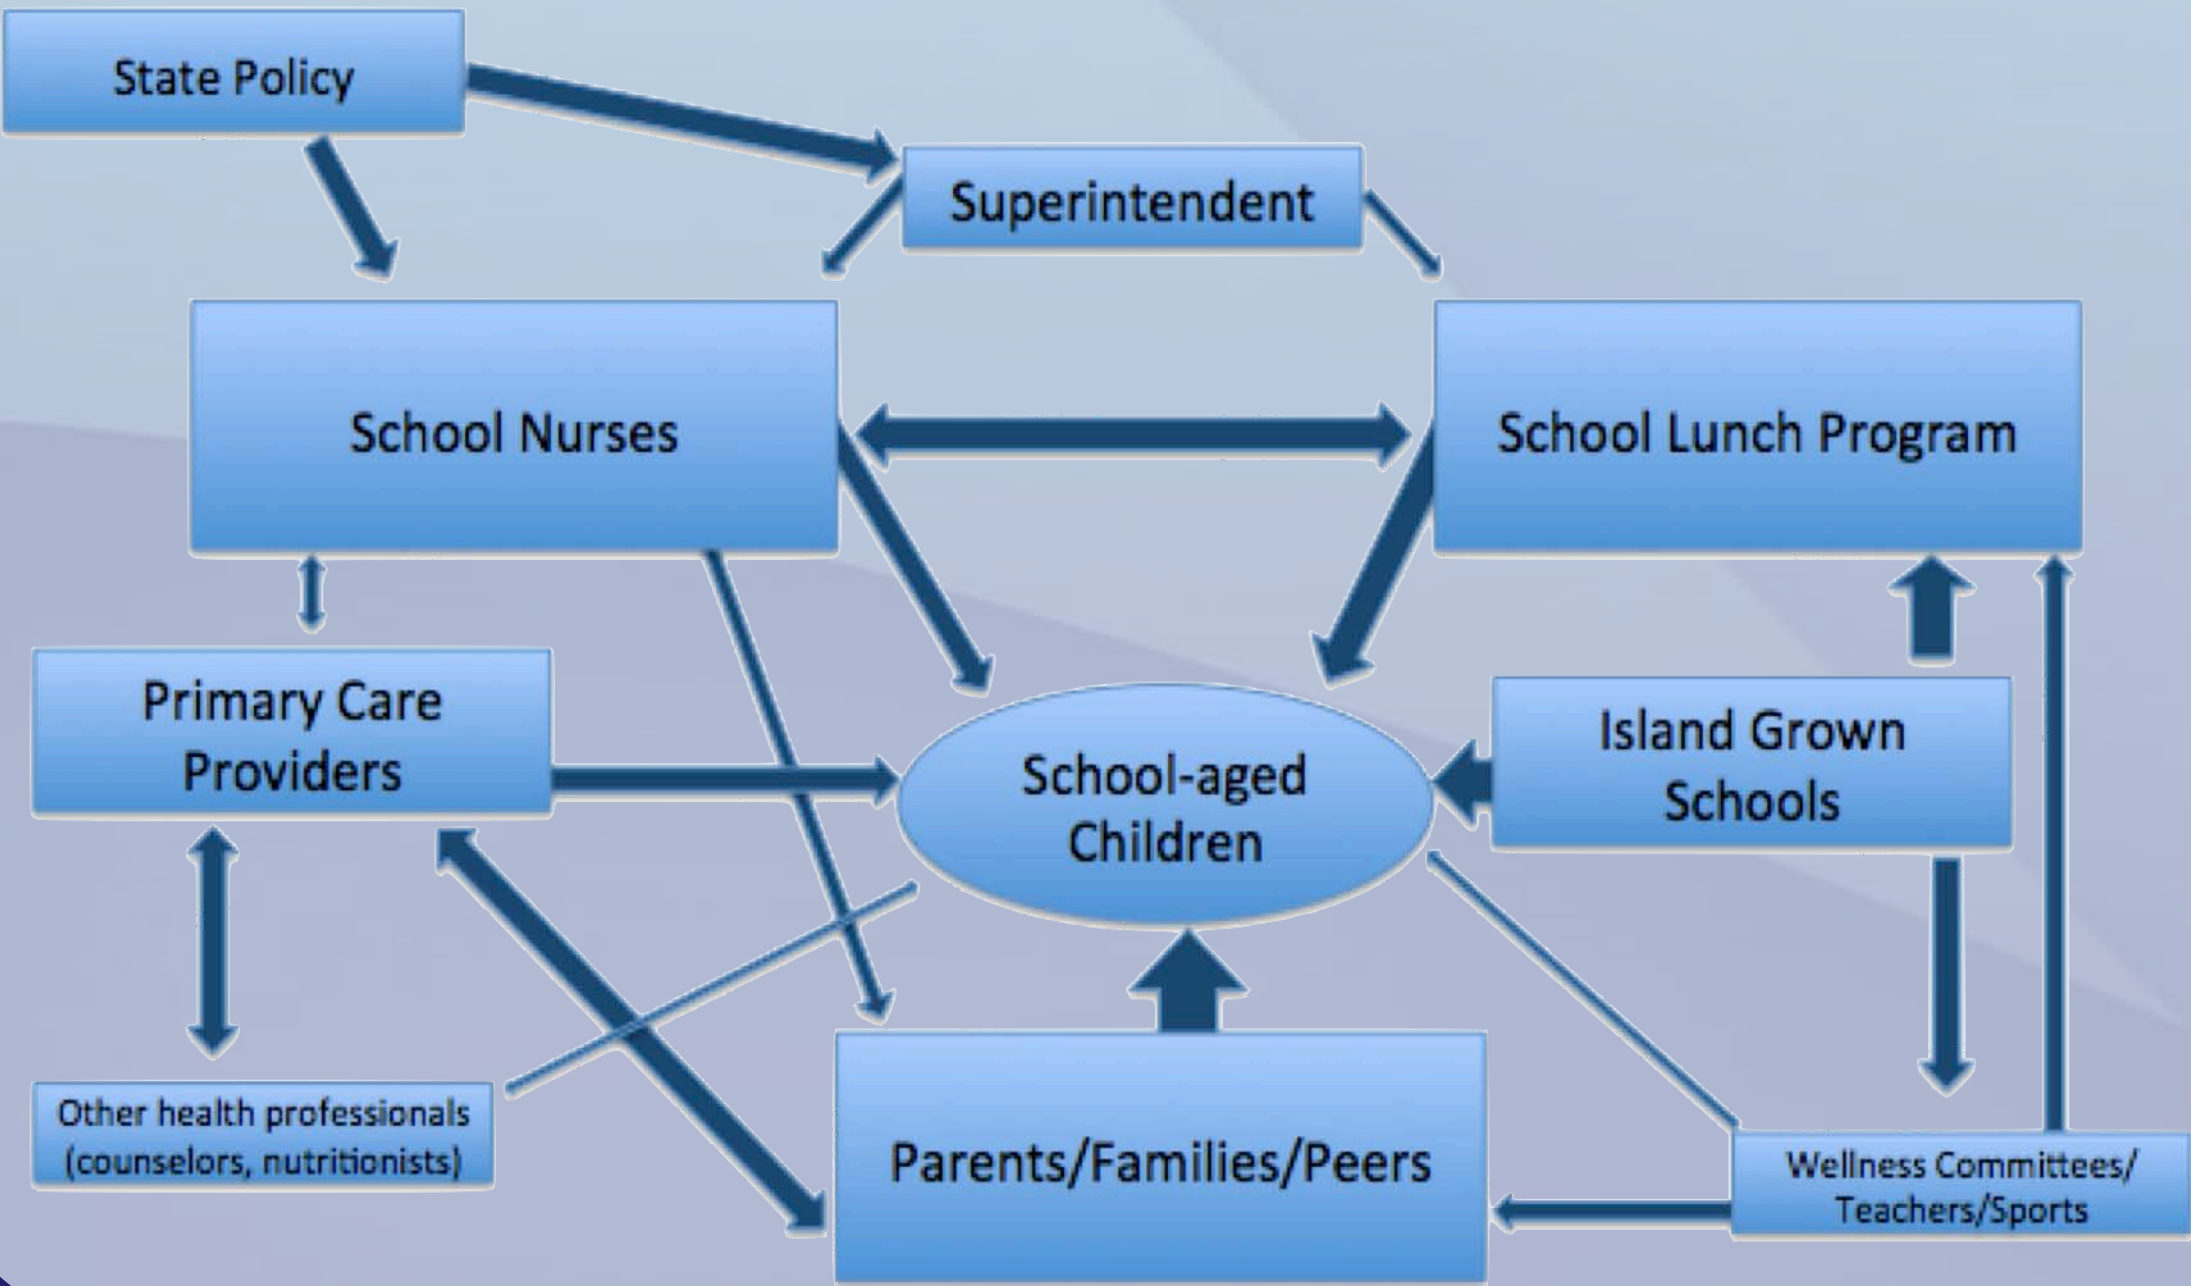 State Policy
Superintendent
School Nurses
School Lunch Program
Primary Care
Providers
School-aged
Children
Island Grown
Schools
Other health professionals
(counselors, nutritionists)
Parents/Families/Peers
Wellness Committees/
Teachers/Sports